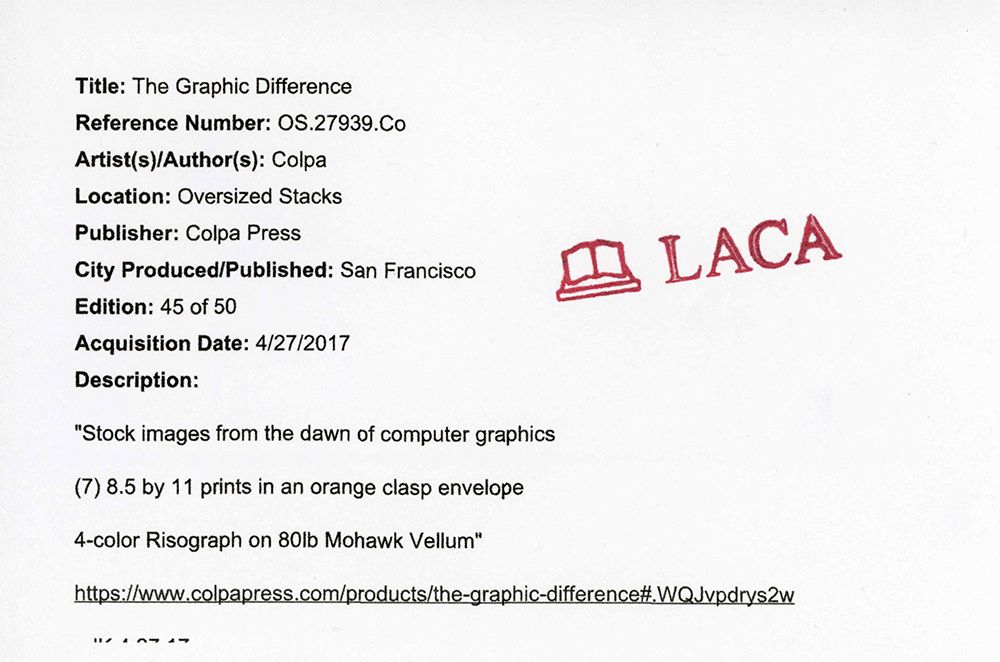 Title: The Graphic Difference
Reference Number: OS.27939.Co
Artist(s)/Author(s): Colpa
Location: Oversized Stacks
Publisher: Colpa Press
City Produced/Published: San Francisco
LACA
Edition: 45 of 50
Acquisition Date: 4/27/2017
Description:
"Stock images from the dawn of computer graphics
(7) 8.5 by 11 prints in an orange clasp envelope
4-color Risograph on 80lb Mohawk Vellum"
https://www.colpapress.com/products/the-graphic-difference#.WQJvpdrys2w